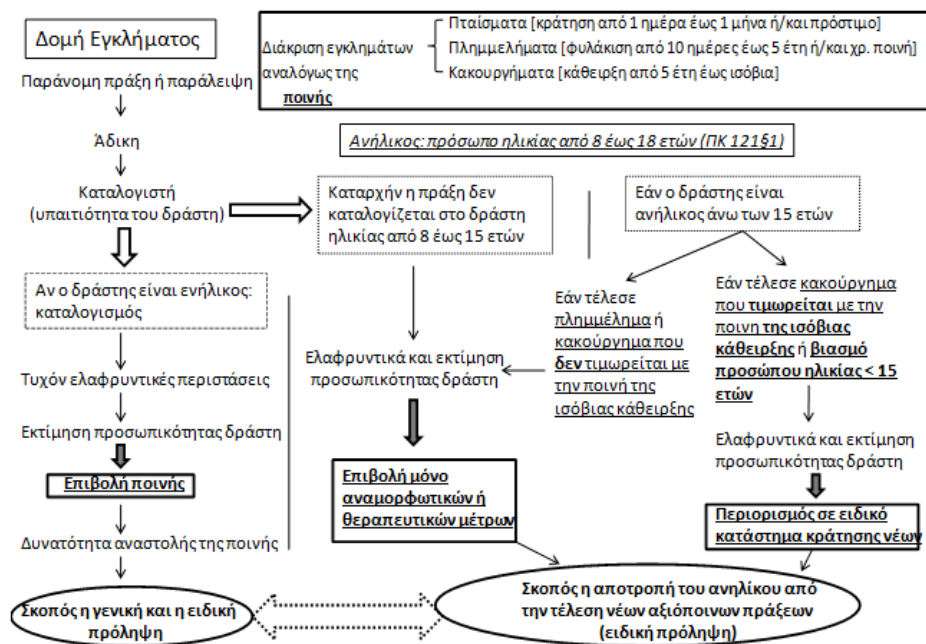 Δομή Εγκλήματος
Παράνομη πράξη ή παράλειψη
Άδικη
Καταλογιστή
(υπαιτιότητα του δράστη)
Διάκριση εγκλημάτων
αναλόγως της
ποινής
Πταίσματα [κράτηση από 1 ημέρα έως 1 μήνα ή/και πρόστιμο]
Πλημμελήματα [φυλάκιση από 10 ημέρες έως 5 έτη ή/και χρ. ποινή]
Κακουργήματα [κάθειρξη από 5 έτη έως ισόβια]
Ανήλικος: πρόσωπο ηλικίας από 8 έως 18 ετών (ΠΚ 121§1)
Καταρχήν η πράξη δεν
καταλογίζεται στο δράστη
ηλικίας από 8 έως 15 ετών
Εάν ο δράστης είναι
ανήλικος άνω των 15 ετών
Αν ο δράστης είναι ενήλικος:
καταλογισμός
Τυχόν ελαφρυντικές περιστάσεις
Εκτίμηση προσωπικότητας δράστη
Επιβολή ποινής
Δυνατότητα αναστολής της ποινής
Σκοπός η γενική και η ειδική
πρόληψη
Ελαφρυντικά και εκτίμηση
προσωπικότητας δράστη
Επιβολή μόνο
αναμορφωτικών ή
θεραπευτικών μέτρων
Εάν τέλεσε
πλημμέλημα ή
κακούργημα που
δεν τιμωρείται με
την ποινή της
ισόβιας κάθειρξης
Εάν τέλεσε κακούργημα
που τιμωρείται με την
ποινη της ισόβιας
κάθειρξης ή βιασμό
προσώπου ηλικίας < 15
ετών
Ελαφρυντικά και εκτίμηση
προσωπικότητας δράστη
Περιορισμός σε ειδικό
κατάστημα κράτησης νέων
Σκοπός η αποτροπή του ανηλίκου από
την τέλεση νέων αξιόποινων πράξεων
(ειδική πρόληψη)